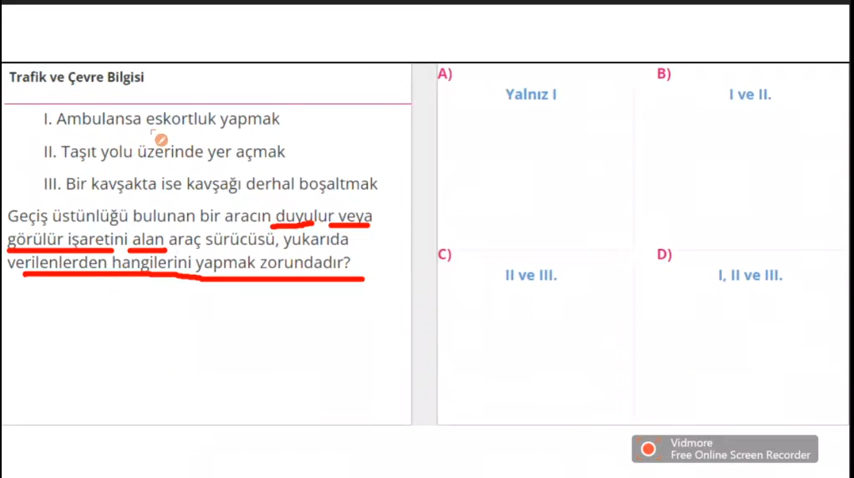 Trafik ve Çevre Bilgisi
I. Ambulansa eskortluk yapmak
II. Taşıt yolu üzerinde yer açmak
III. Bir kavşakta ise kavşağı derhal boşaltmak
Geçiş üstünlüğü bulunan bir aracın duyulur veya
görülür işaretini alan araç sürücüsü, yukarıda
verilenlerden hangilerini yapmak zorundadır?
A)
Yalnız I
B)
I ve II.
C)
II ve III.
D)
I, II ve III.
Vidmore
Free Online Screen Recorder